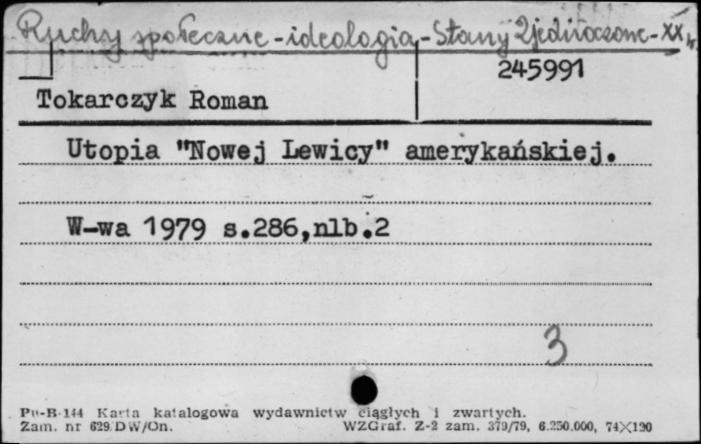 Ruchy społeczne - ideologia - Stany Zjednoczone - XX w.
245991
Tokarczyk Roman
Utopia "Nowej Lewicy" amerykańskiej.
W-wa 1979 s.286,nlb.2
3
Pu-B-144 Karta katalogowa wydawnictw ciągłych i zwartych.
Zam. nr 629 DW/On. WZGraf. Z-2 zam. 379/79, 6.250.000, 74×120